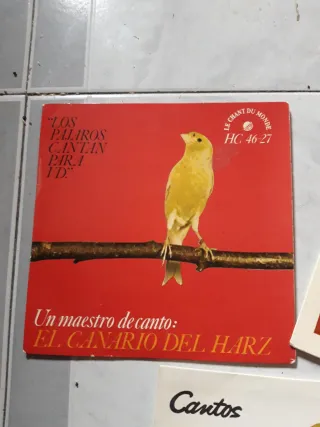 "LOS
PAJAROS
CANTAN
PARA
UD."
LE CHANT DU MONDE
HC 46-27
Un maestro de canto:
EL CANARIO DEL HARZ
Cantos